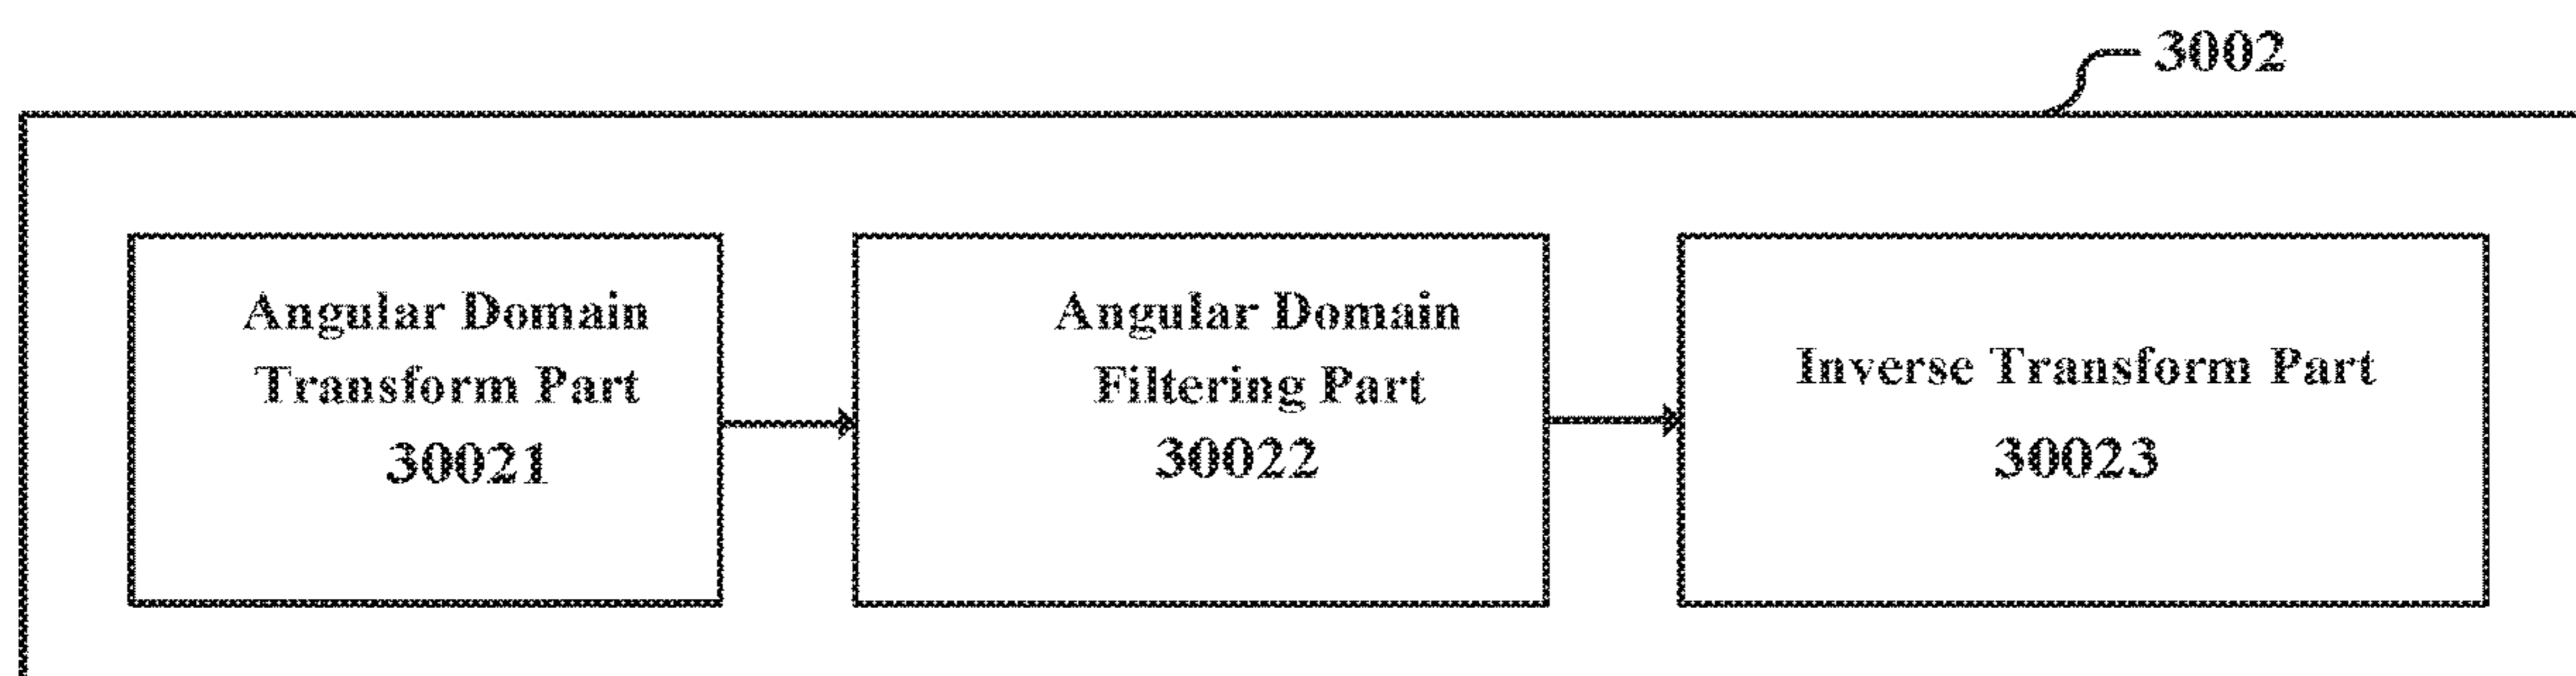 3002
Angular Domain
Transform Part
30021
Angular Domain
Filtering Part
30022
Inverse Transform Part
30023